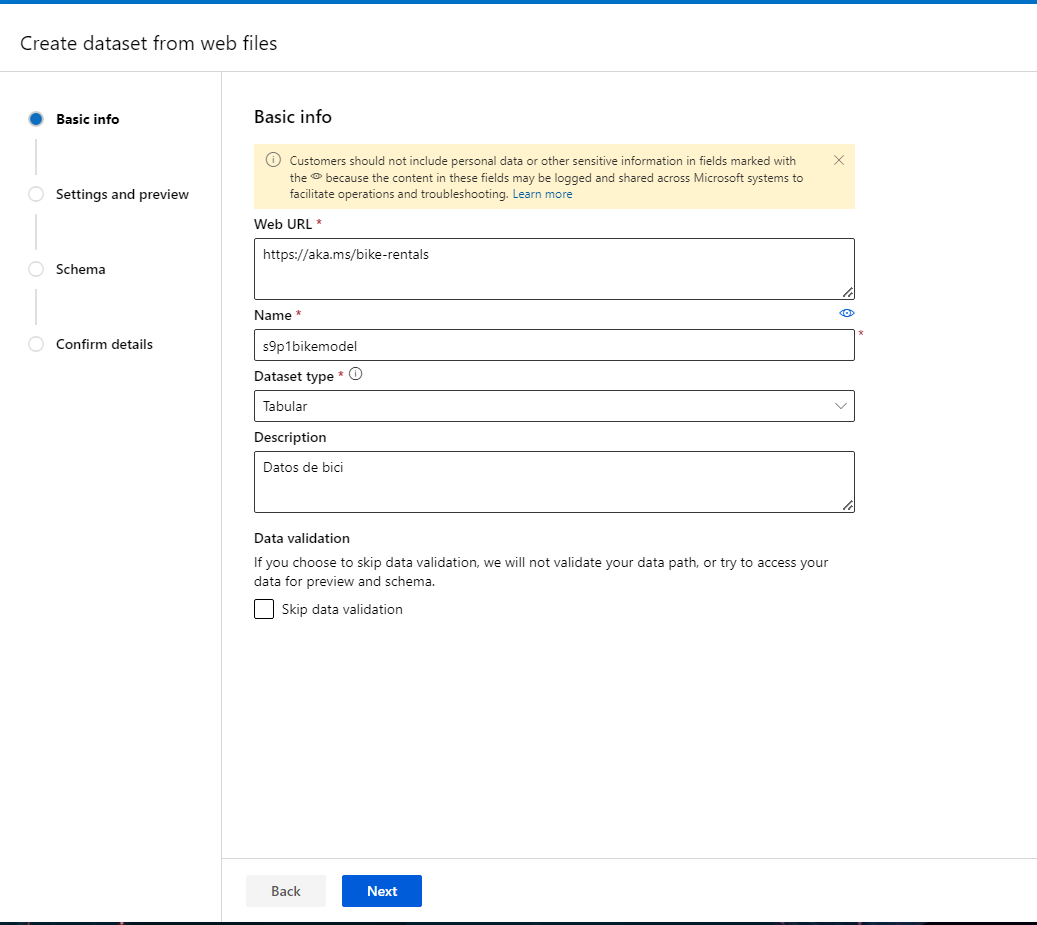 Create dataset from web files
Basic info
Settings and preview
Schema
Confirm details
Basic info
Customers should not include personal data or other sensitive information in fields marked with
the because the content in these fields may be logged and shared across Microsoft systems to
facilitate operations and troubleshooting. Learn more
Web URL *
https://aka.ms/bike-rentals
Name *
s9p1bikemodel
*
Dataset type *
Tabular
Description
Datos de bici
Data validation
If you choose to skip data validation, we will not validate your data path, or try to access your
data for preview and schema.
Skip data validation
Back
Next